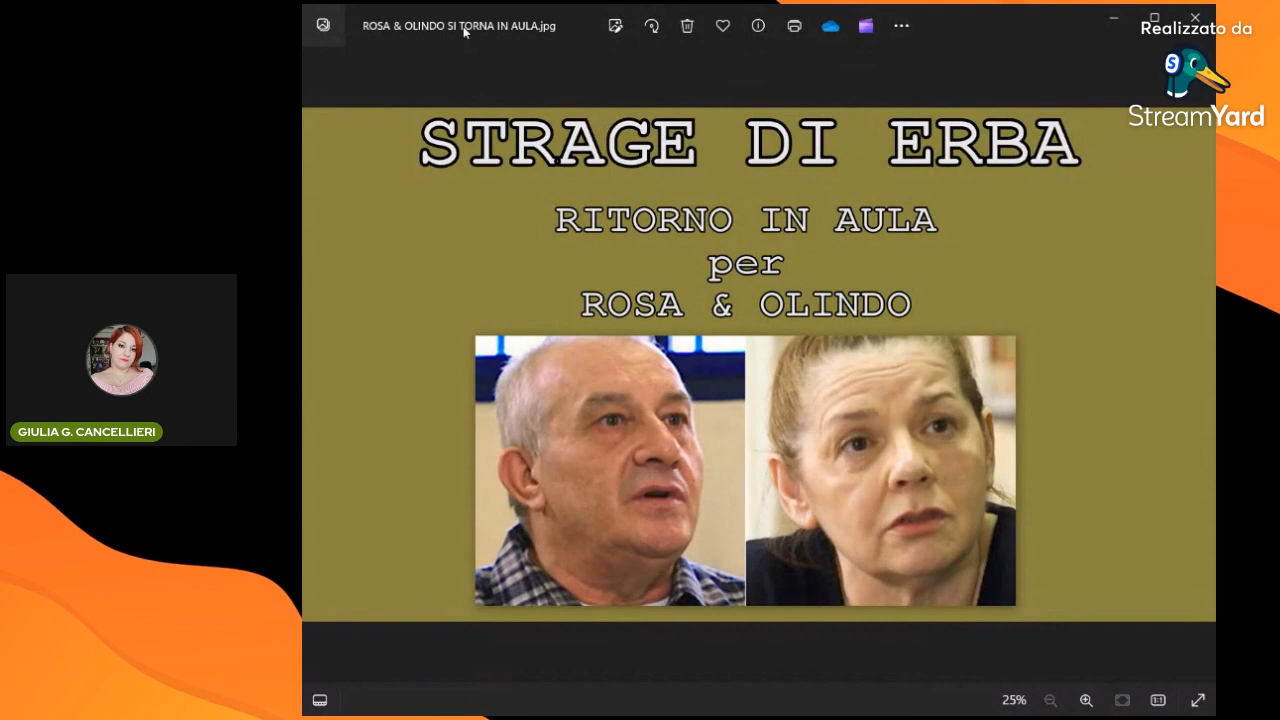 ROSA & OLINDO SI TORNA IN AULA.jpg
Realizzato da
StreamYard
STRAGE DI ERBA
RITORNO IN AULA
per
ROSA & OLINDO
GIULIA G. CANCELLIERI
25%